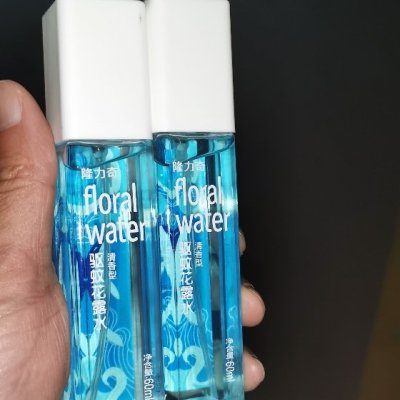 隆力奇
floral
water
清香型
驱蚊花露水
净含量:60ml
隆力奇
floral
water
清香型
驱蚊花露水
净含量:60ml